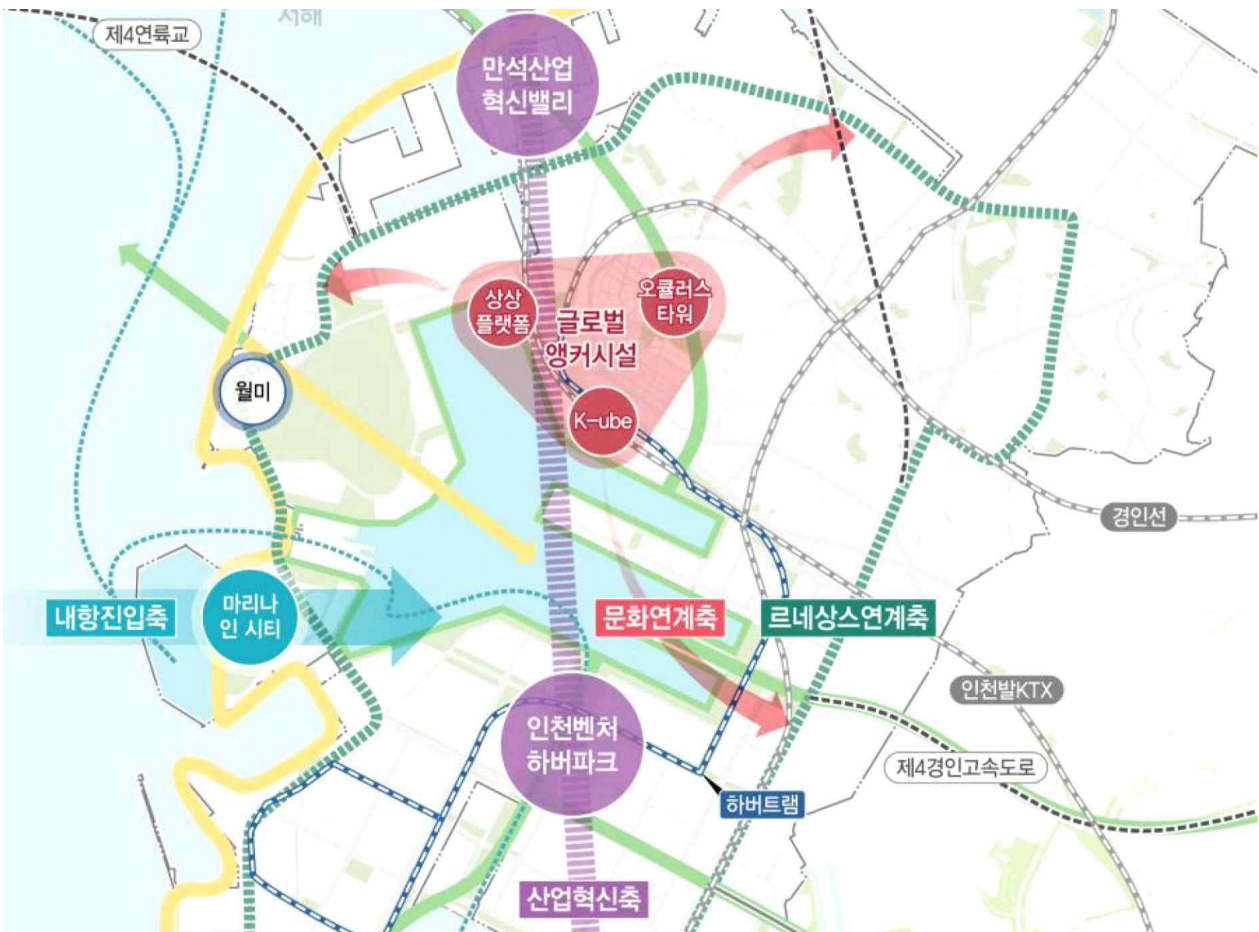 서해
제4연륙교
만석산업
혁신밸리
상상
플랫폼
오큘러스
타워
글로벌
앵커시설
월미
K-ube
경인선
내항진입축
마리나
인 시티
문화연계축
르네상스연계축
인천발KTX
인천벤처
하버파크
제4경인고속도로
하버트램
산업혁신축